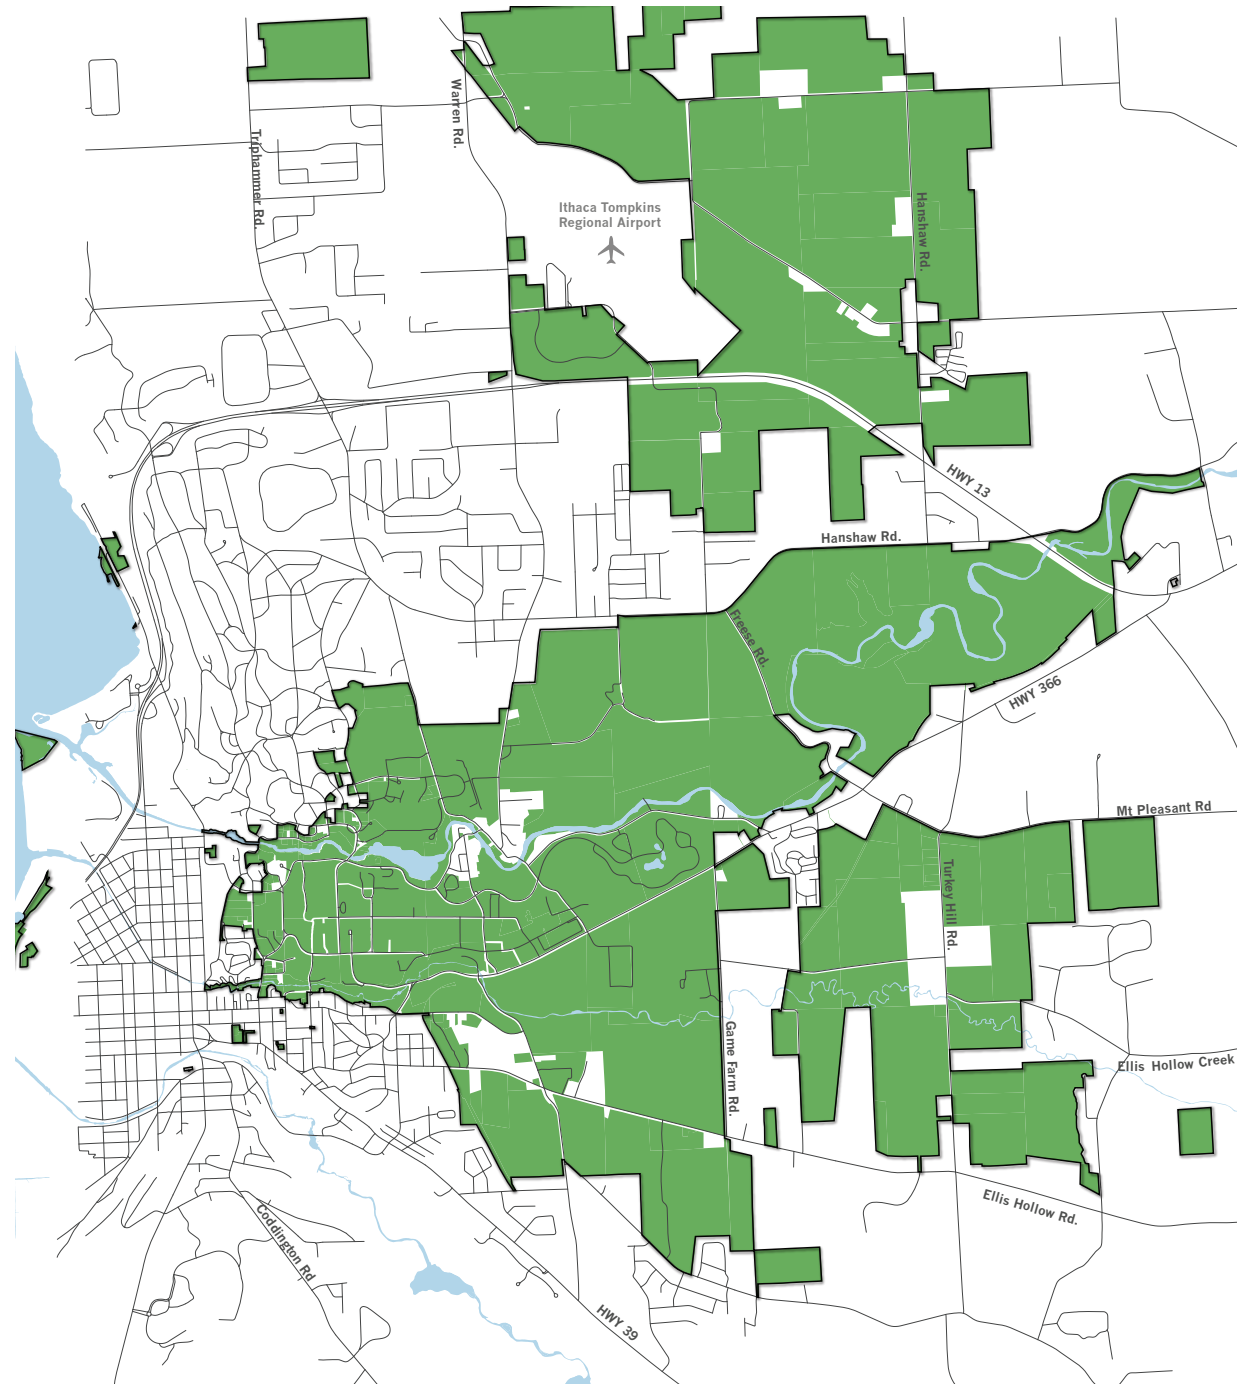 Warren Rd.
Triphammer Rd.
Ithaca Tompkins
Regional Airport
Hanshaw Rd.
HWY 13
Hanshaw Rd.
Freese Rd.
HWY 366
Mt Pleasant Rd
Turkey Hill Rd.
Game Farm Rd.
Ellis Hollow Creek
Ellis Hollow Rd.
Coddington Rd
HWY 39